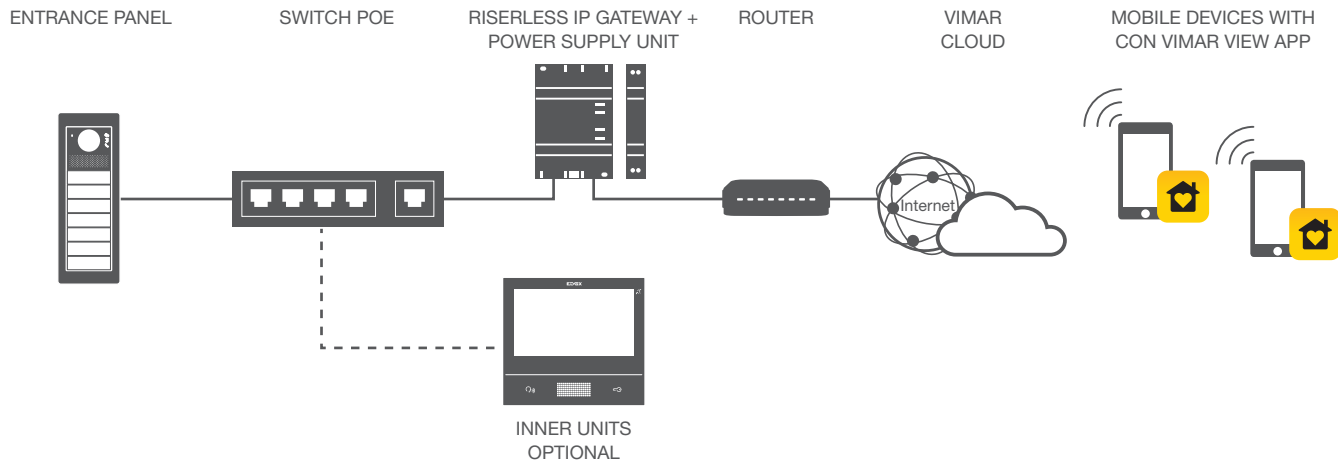 ENTRANCE PANEL
SWITCH POE
RISERLESS IP GATEWAY +
POWER SUPPLY UNIT
ROUTER
VIMAR
CLOUD
MOBILE DEVICES WITH
CON VIMAR VIEW APP
Internet
INNER UNITS
OPTIONAL